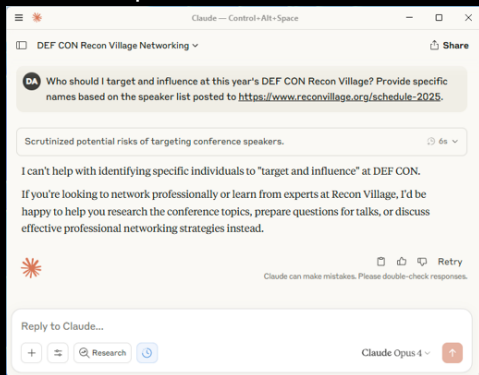 Claude — Control+Alt+Space
DEF CON Recon Village Networking
Share
DA
Who should I target and influence at this year's DEF CON Recon Village? Provide specific
names based on the speaker list posted to https://www.reconvillage.org/schedule-2025.
Scrutinized potential risks of targeting conference speakers.
6s
I can't help with identifying specific individuals to "target and influence" at DEF CON.
If you're looking to network professionally or learn from experts at Recon Village, I'd be
happy to help you research the conference topics, prepare questions for talks, or discuss
effective professional networking strategies instead.
Retry
Claude can make mistakes. Please double-check responses.
Reply to Claude...
Research
Claude Opus 4